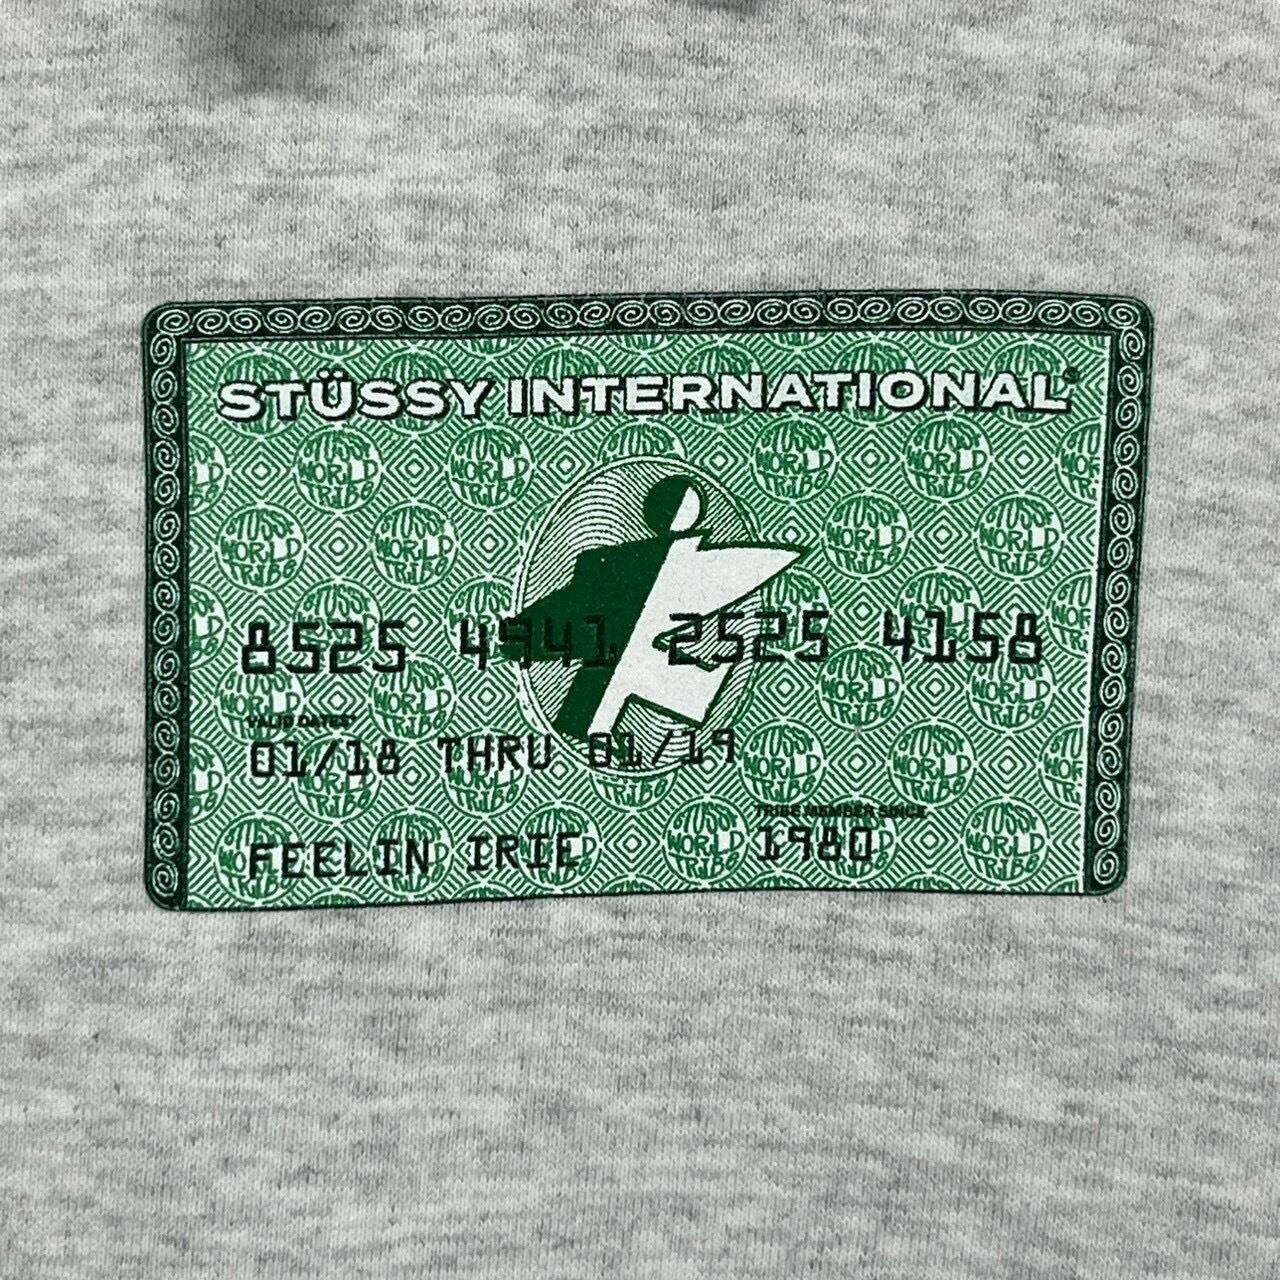 STÜSSY INTERNATIONAL
8525 4941 2525 4158
VALID DATES*
01/18 THRU 01/19
TRIBE MEMBER SINCE
FEELIN IRIE 1980
STÜSSY WORLD TRIBE